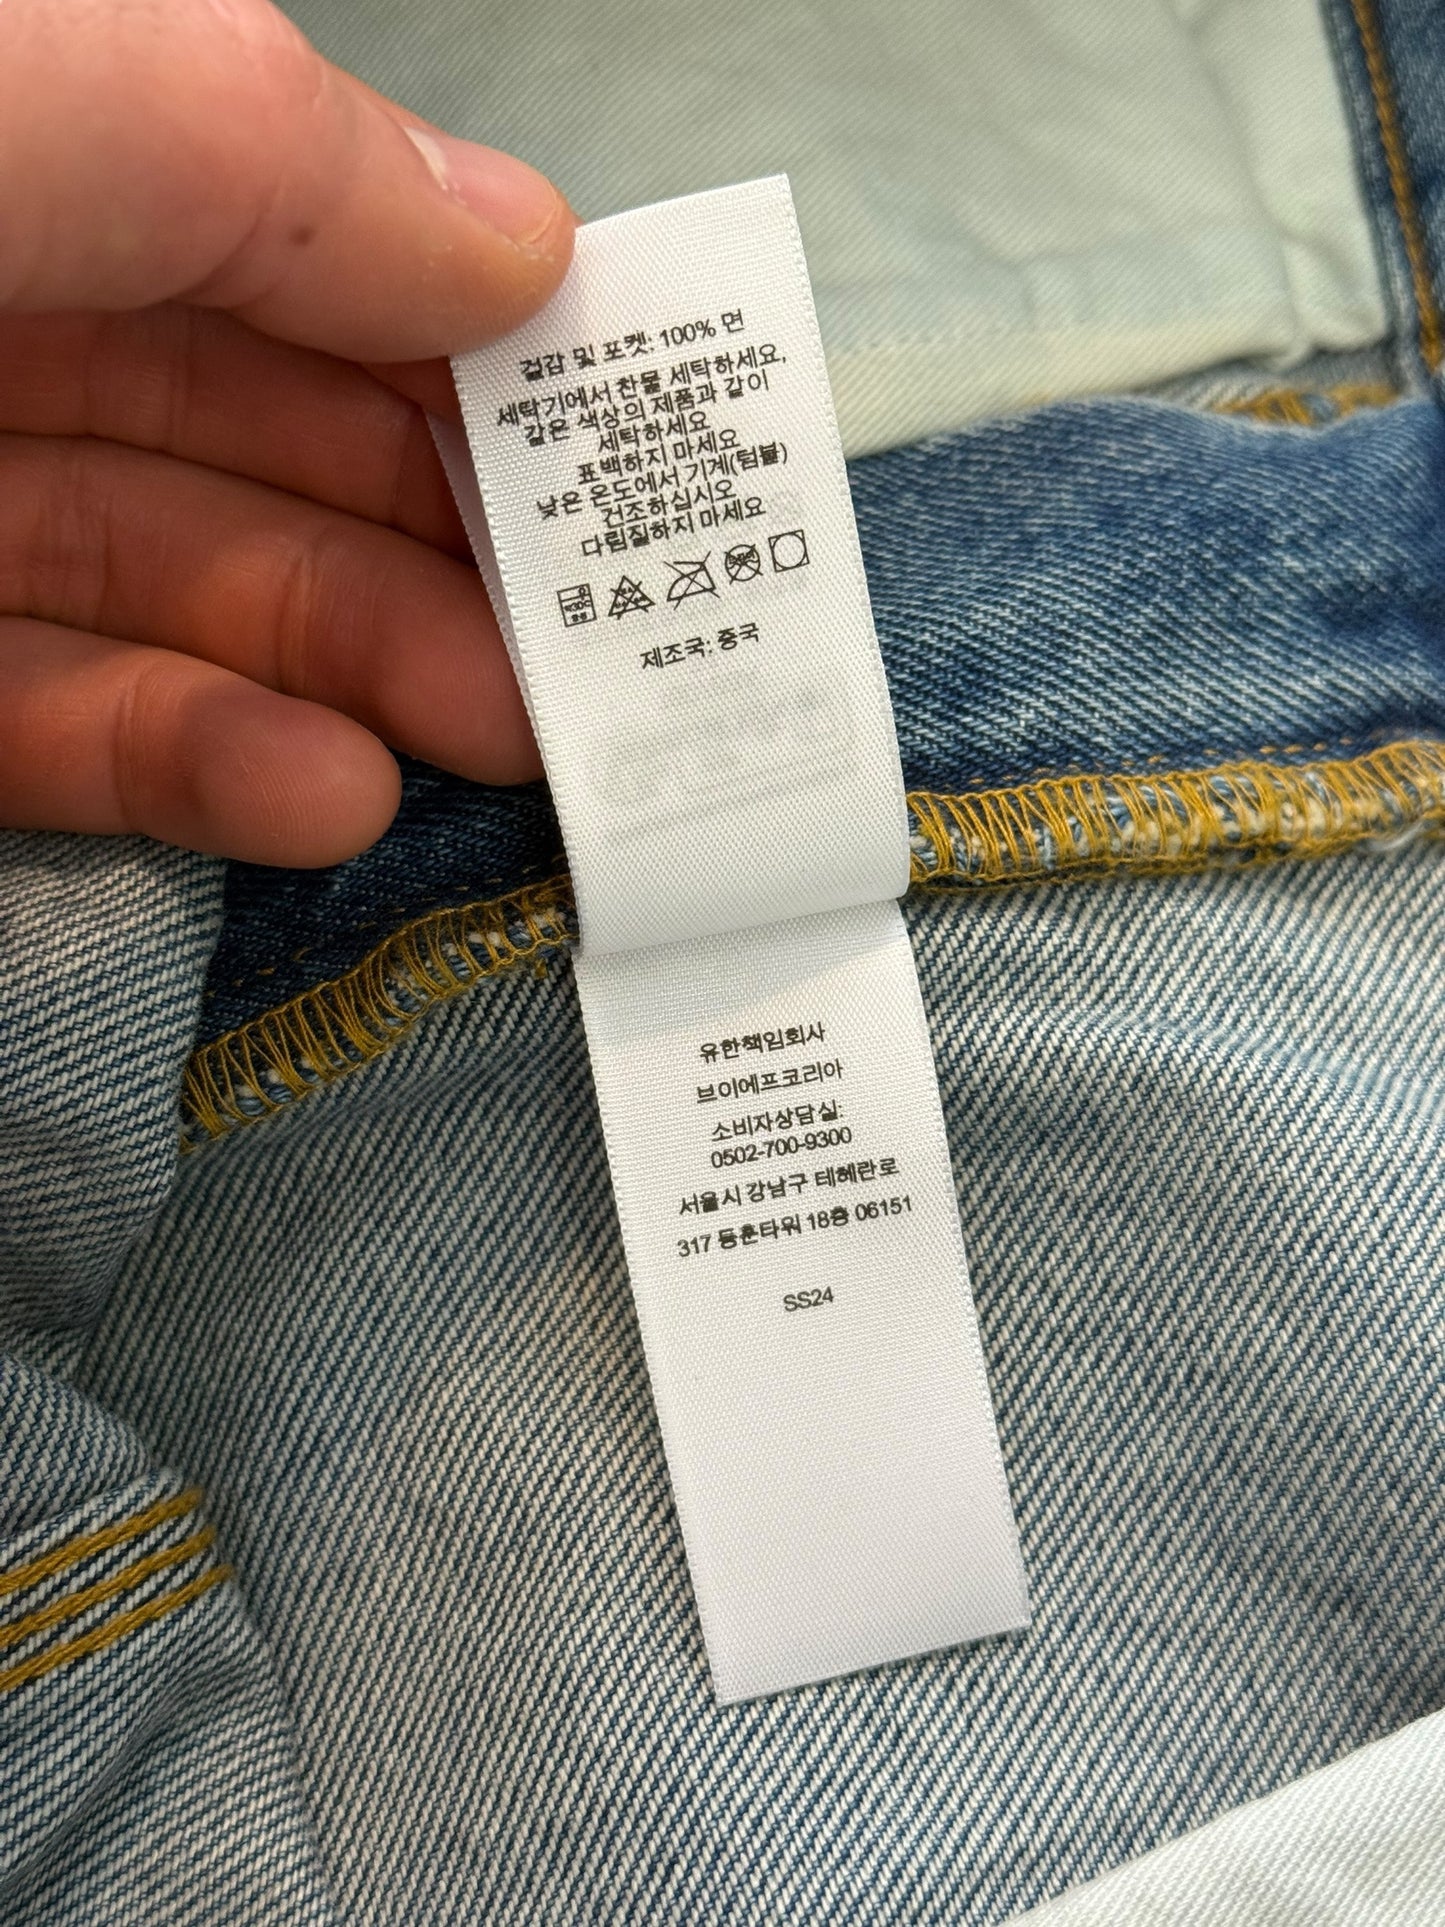 겉감 및 포켓: 100% 면
세탁기에서 찬물 세탁하세요,
같은 색상의 제품과 같이
세탁하세요
표백하지 마세요
낮은 온도에서 기계(텀블)
건조하십시오
다림질하지 마세요
제조국: 중국
유한책임회사
브이에프코리아
소비자상담실:
0502-700-9300
서울시 강남구 테헤란로
317 동훈타워 18층 06151
SS24